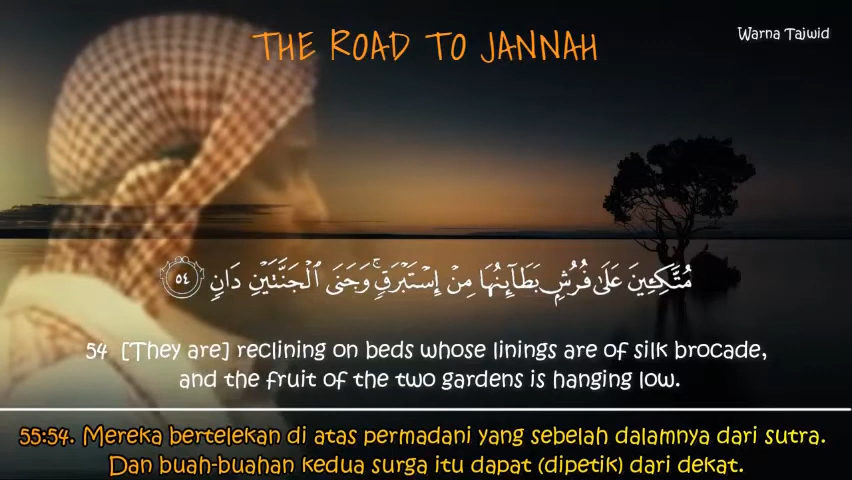 THE ROAD TO JANNAH
Warna Tajwid
مُتَّكِـِٔينَ عَلَىٰ فُرُشٍۭ بَطَآئِنُهَا مِنْ إِسْتَبْرَقٍۚ وَجَنَى ٱلْجَنَّتَيْنِ دَانٍ ٥٤
54 [They are] reclining on beds whose linings are of silk brocade,
and the fruit of the two gardens is hanging low.
55:54. Mereka bertelekan di atas permadani yang sebelah dalamnya dari sutra.
Dan buah-buahan kedua surga itu dapat (dipetik) dari dekat.